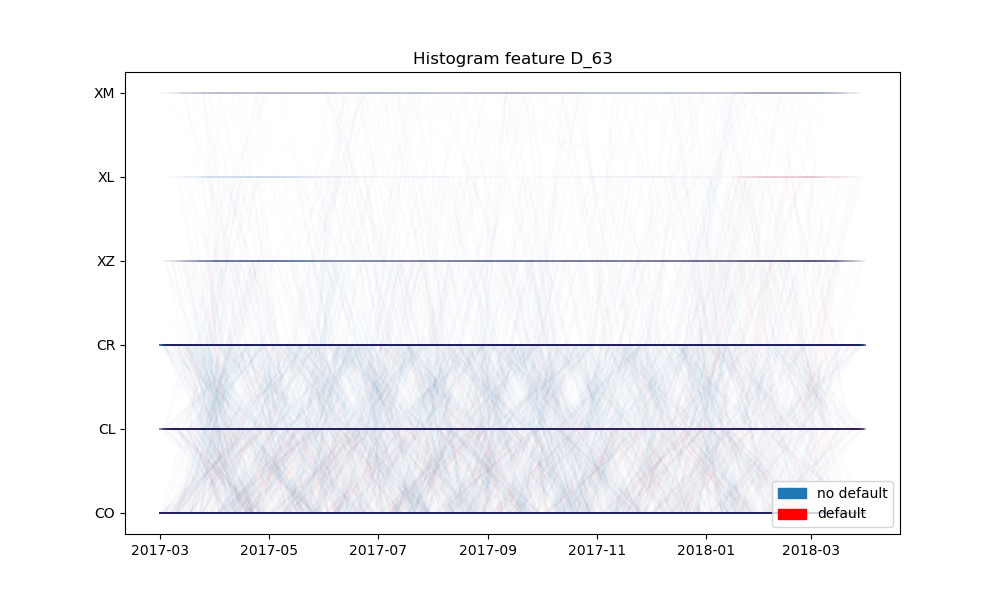 Histogram feature D_63
XM
XL
XZ
CR
CL
CO
no default
default
2017-03 2017-05 2017-07 2017-09 2017-11 2018-01 2018-03